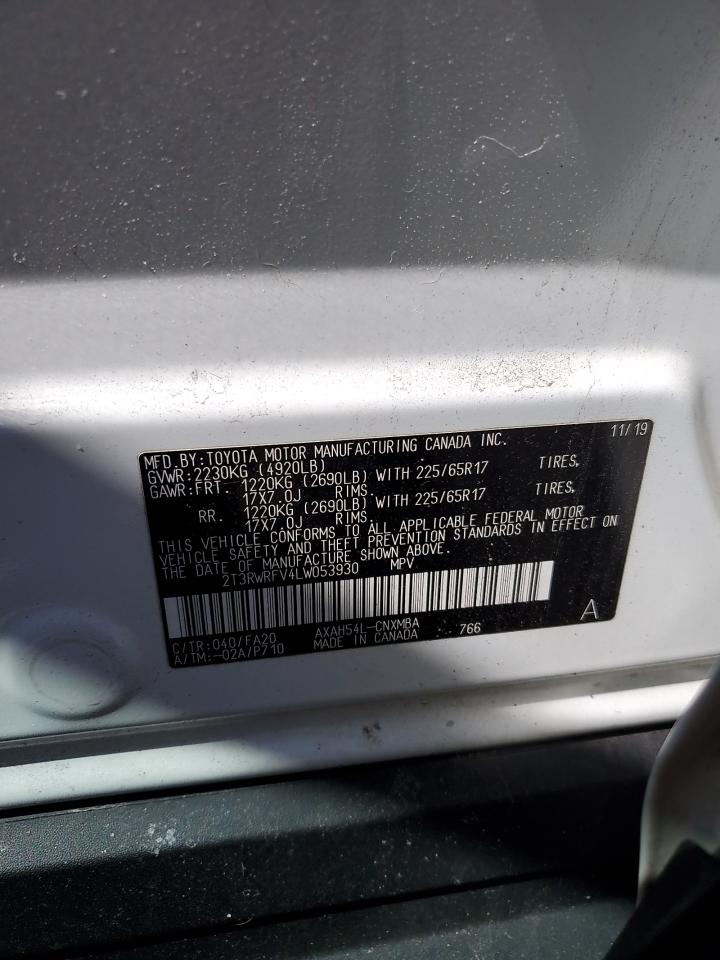 MFD.BY:TOYOTA MOTOR MANUFACTURING CANADA INC. 11/19
GVWR:2230KG (4920LB)
GAWR:FRT. 1220KG (2690LB) WITH 225/65R17 TIRES,
17X7.0J RIMS.
RR. 1220KG (2690LB) WITH 225/65R17 TIRES,
17X7.0J RIMS.
THIS VEHICLE CONFORMS TO ALL APPLICABLE FEDERAL MOTOR
VEHICLE SAFETY AND THEFT PREVENTION STANDARDS IN EFFECT ON
THE DATE OF MANUFACTURE SHOWN ABOVE.
2T3RWRFV4LW053930 MPV
C/TR:040/FA20 AXAH54L-CNXMBA 766 A
A/TM:-02A/P710 MADE IN CANADA